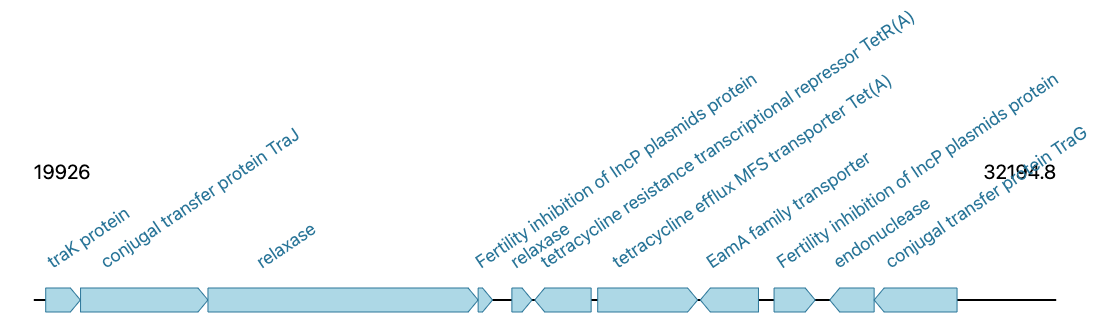 19926
32194.8
traK protein
conjugal transfer protein TraJ
relaxase
Fertility inhibition of IncP plasmids protein
relaxase
tetracycline resistance transcriptional repressor TetR(A)
tetracycline efflux MFS transporter Tet(A)
EamA family transporter
Fertility inhibition of IncP plasmids protein
endonuclease
conjugal transfer protein TraG